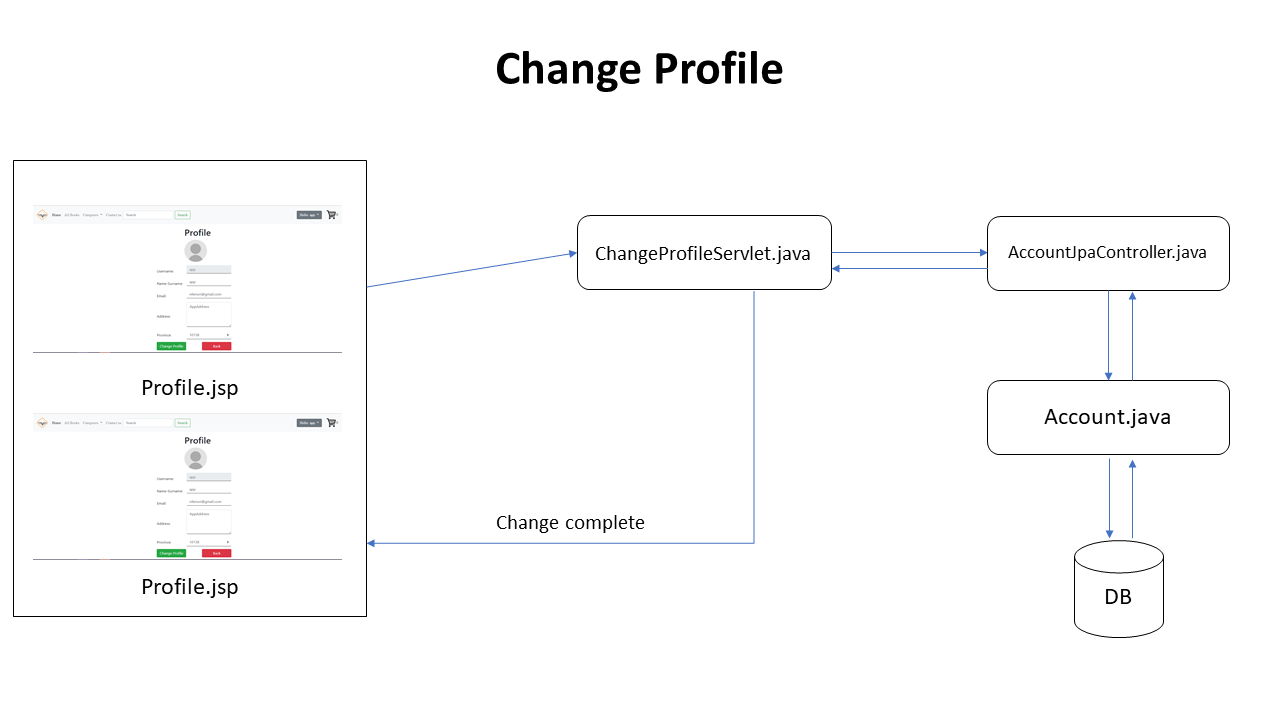 Change Profile
Home All Books Categories Contact us Search Search
Profile
Username:
Name-Surname:
Email:
Address:
Province:
Change Profile Back
Profile.jsp
Home All Books Categories Contact us Search Search
Profile
Username:
Name-Surname:
Email:
Address:
Province:
Change Profile Back
Profile.jsp
ChangeProfileServlet.java
AccountJpaController.java
Account.java
Change complete
DB